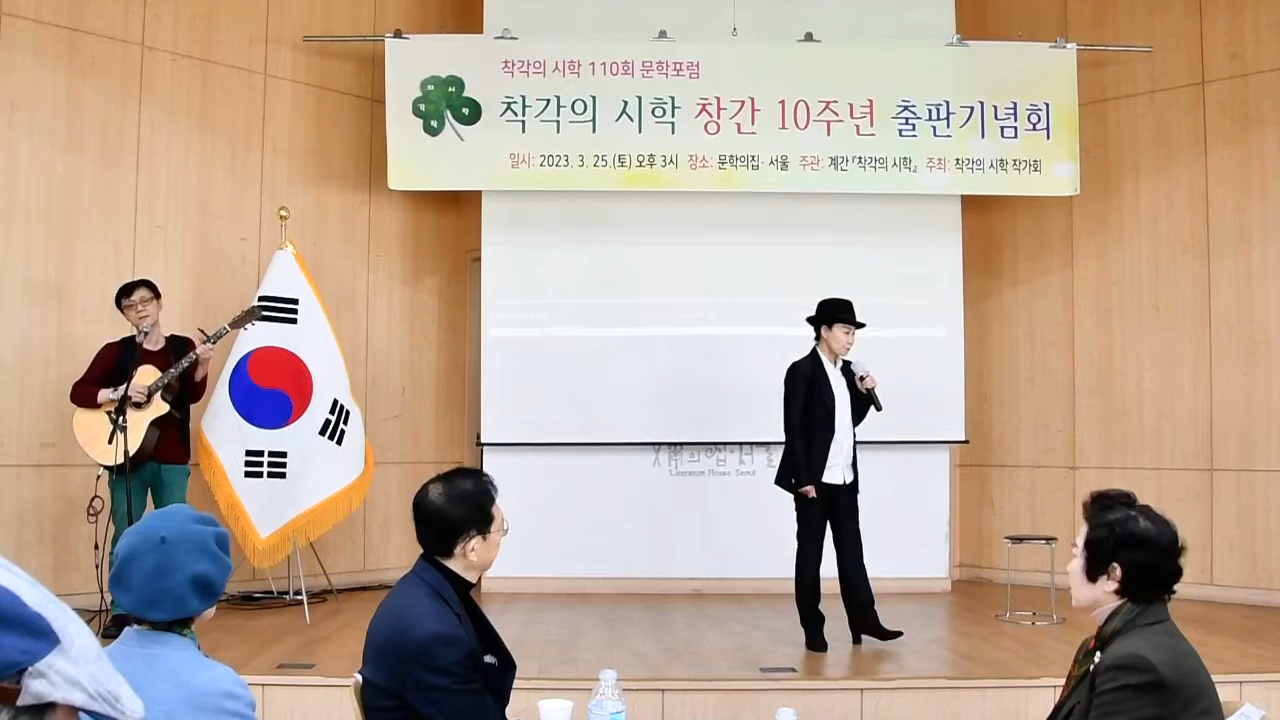 착각의 시학 110회 문학포럼
착각의 시학 창간 10주년 출판기념회
일시: 2023. 3. 25.(토) 오후 3시 장소: 문학의집·서울 주관: 계간『착각의 시학』 주최: 착각의 시학 작가회
Literature House Seoul